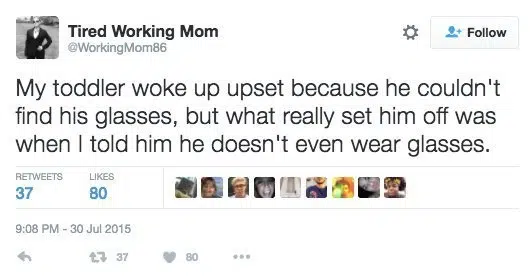 Tired Working Mom
@WorkingMom86
Follow
My toddler woke up upset because he couldn't
find his glasses, but what really set him off was
when I told him he doesn't even wear glasses.
RETWEETS LIKES
37 80
9:08 PM - 30 Jul 2015
37 80